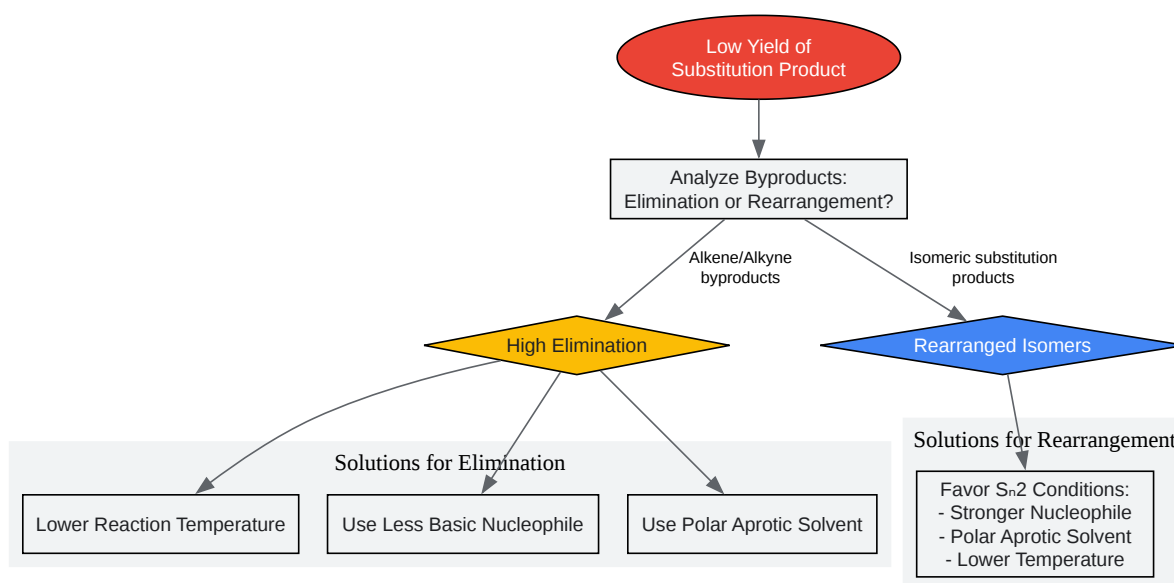 Low Yield of
Substitution Product
Analyze Byproducts:
Elimination or Rearrangement?
Alkene/Alkyne
byproducts
Isomeric substitution
products
High Elimination
Rearranged Isomers
Solutions for Elimination
Solutions for Rearrangement
Lower Reaction Temperature
Use Less Basic Nucleophile
Use Polar Aprotic Solvent
Favor Sₙ2 Conditions:
- Stronger Nucleophile
- Polar Aprotic Solvent
- Lower Temperature